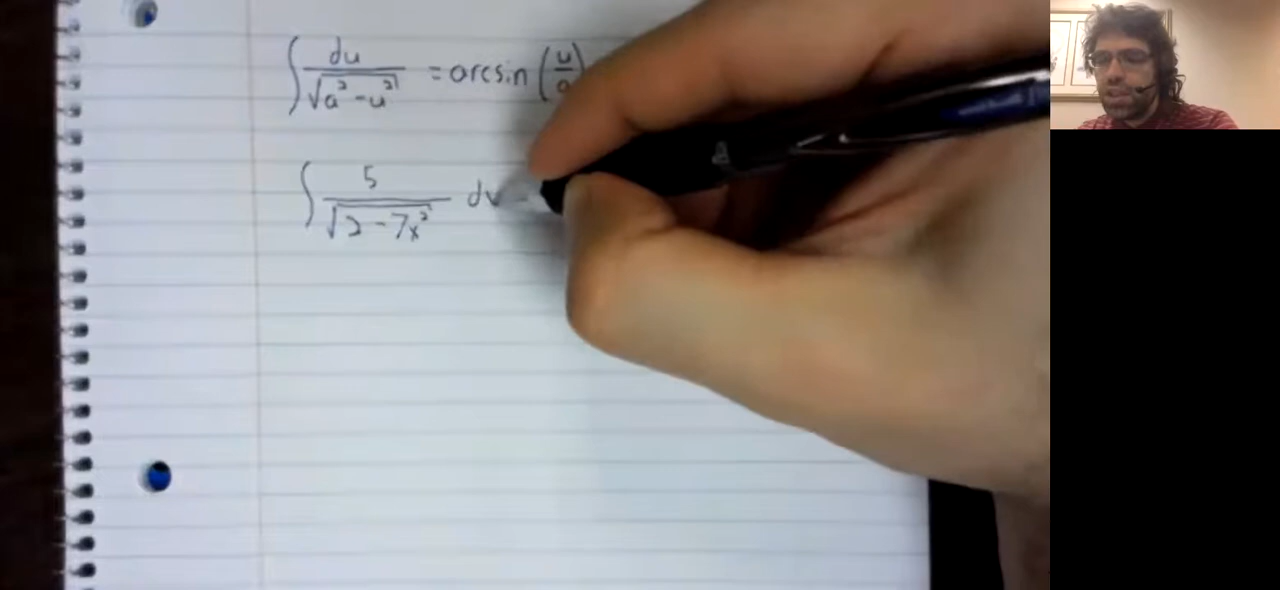 ∫ du/√(a² - u²) = arcsin (u/a)
∫ 5/√(2 - 7x²) dx